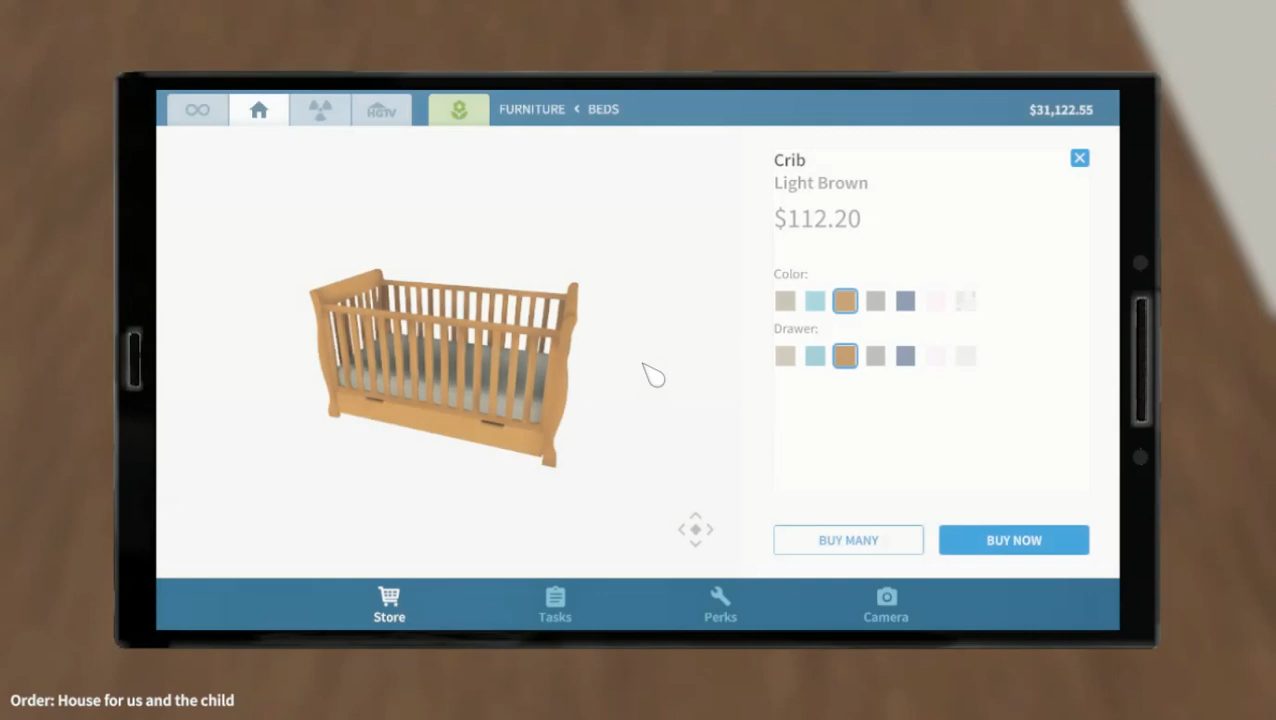 HGTV
FURNITURE < BEDS
$31,122.55
Crib
Light Brown
$112.20
Color:
Drawer:
BUY MANY
BUY NOW
Store
Tasks
Perks
Camera
Order: House for us and the child